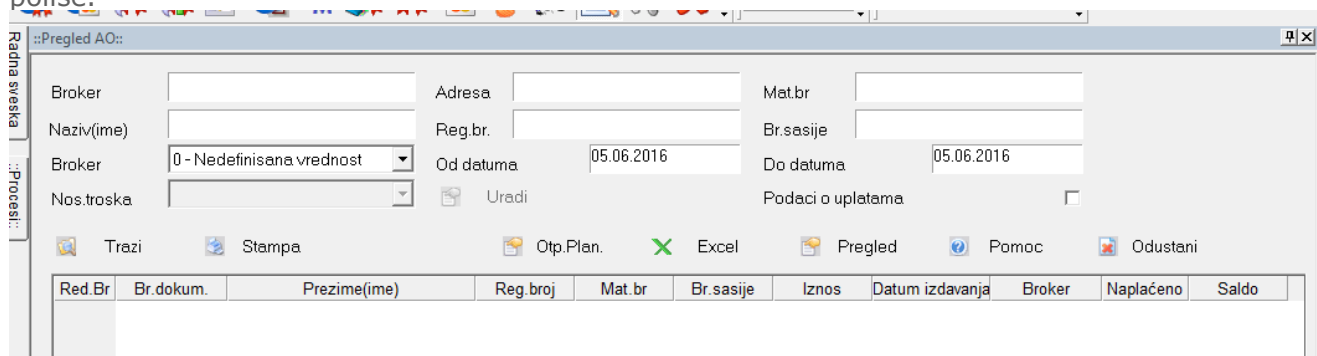 polise.
::Pregled AO::
Radna sveska
::Procesi::
Broker Adresa Mat.br
Naziv(ime) Reg.br. Br.sasije
Broker 0 - Nedefinisana vrednost Od datuma 05.06.2016 Do datuma 05.06.2016
Nos.troska Uradi Podaci o uplatama
Trazi Stampa Otp.Plan. Excel Pregled Pomoc Odustani
Red.Br Br.dokum. Prezime(ime) Reg.broj Mat.br Br.sasije Iznos Datum izdavanja Broker Naplaćeno Saldo